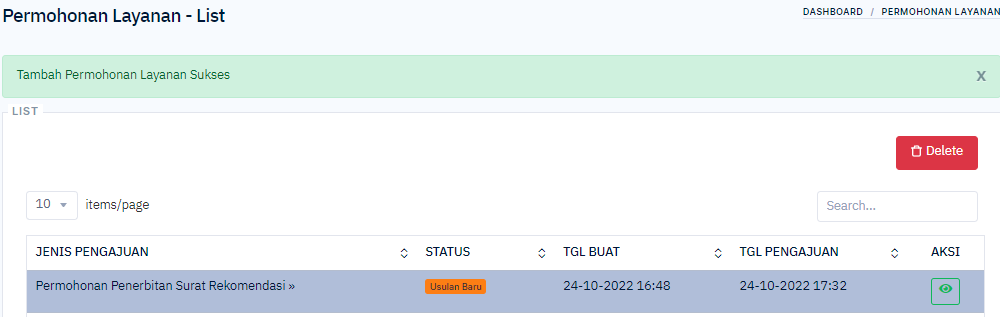 Permohonan Layanan - List
DASHBOARD / PERMOHONAN LAYANAN
Tambah Permohonan Layanan Sukses X
LIST
Delete
10 items/page Search...
JENIS PENGAJUAN STATUS TGL BUAT TGL PENGAJUAN AKSI
Permohonan Penerbitan Surat Rekomendasi » Usulan Baru 24-10-2022 16:48 24-10-2022 17:32